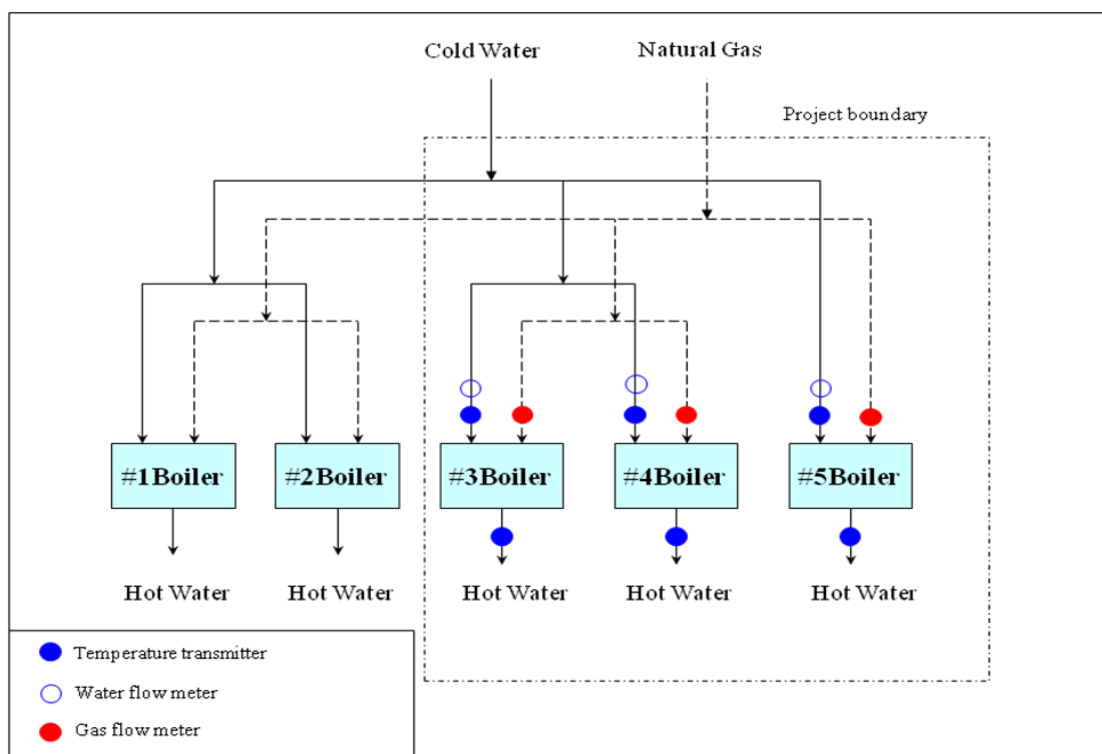 Cold Water
Natural Gas
Project boundary
#1Boiler
#2Boiler
#3Boiler
#4Boiler
#5Boiler
Hot Water
Hot Water
Hot Water
Hot Water
Hot Water
Temperature transmitter
Water flow meter
Gas flow meter